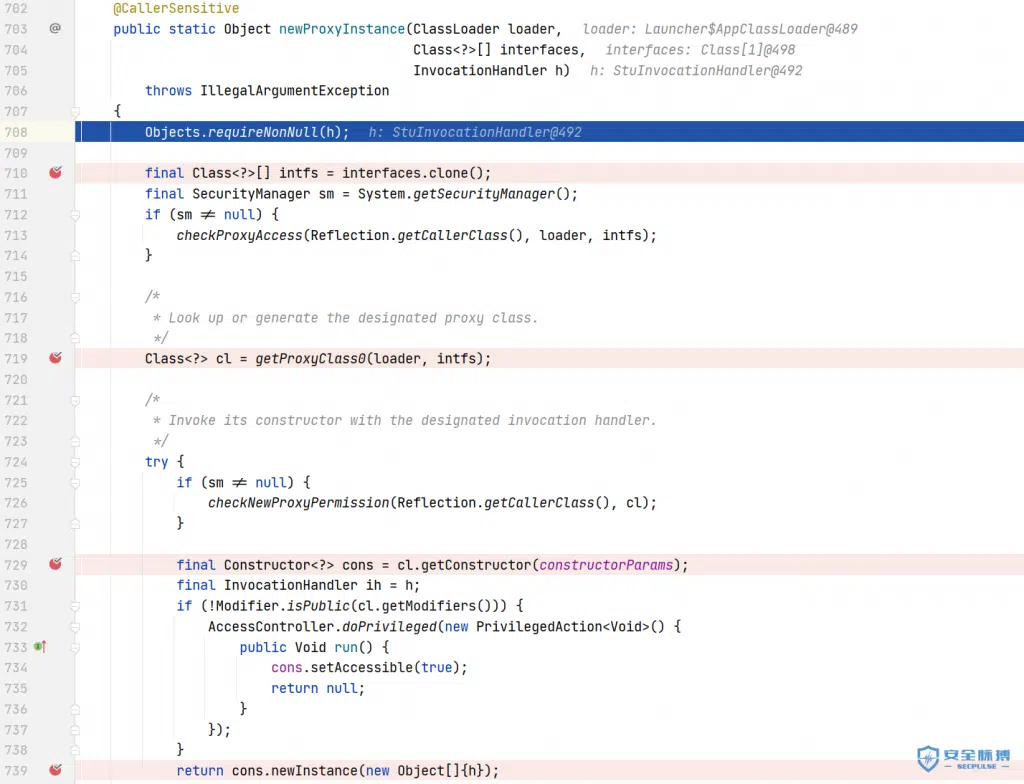 702 @CallerSensitive
703 @ public static Object newProxyInstance(ClassLoader loader, loader: Launcher$AppClassLoader@489
704 Class<?>[] interfaces, interfaces: Class[1]@498
705 InvocationHandler h) h: StuInvocationHandler@492
706 throws IllegalArgumentException
707 {
708 Objects.requireNonNull(h); h: StuInvocationHandler@492
709
710 final Class<?>[] intfs = interfaces.clone();
711 final SecurityManager sm = System.getSecurityManager();
712 if (sm ≠ null) {
713 checkProxyAccess(Reflection.getCallerClass(), loader, intfs);
714 }
715
716 /*
717 * Look up or generate the designated proxy class.
718 */
719 Class<?> cl = getProxyClass0(loader, intfs);
720
721 /*
722 * Invoke its constructor with the designated invocation handler.
723 */
724 try {
725 if (sm ≠ null) {
726 checkNewProxyPermission(Reflection.getCallerClass(), cl);
727 }
728
729 final Constructor<?> cons = cl.getConstructor(constructorParams);
730 final InvocationHandler ih = h;
731 if (!Modifier.isPublic(cl.getModifiers())) {
732 AccessController.doPrivileged(new PrivilegedAction<Void>() {
733 public Void run() {
734 cons.setAccessible(true);
735 return null;
736 }
737 });
738 }
739 return cons.newInstance(new Object[]{h});
安全脉搏
SECPULSE